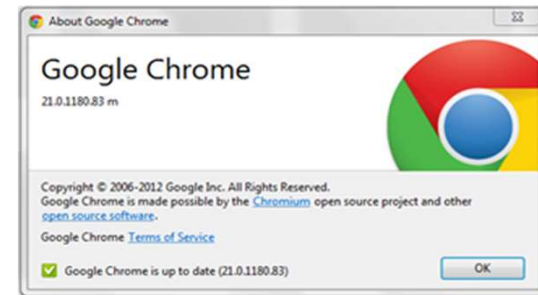 About Google Chrome
Google Chrome
21.0.1180.83 m
Copyright © 2006-2012 Google Inc. All Rights Reserved.
Google Chrome is made possible by the Chromium open source project and other
open source software.
Google Chrome Terms of Service
Google Chrome is up to date (21.0.1180.83)
OK